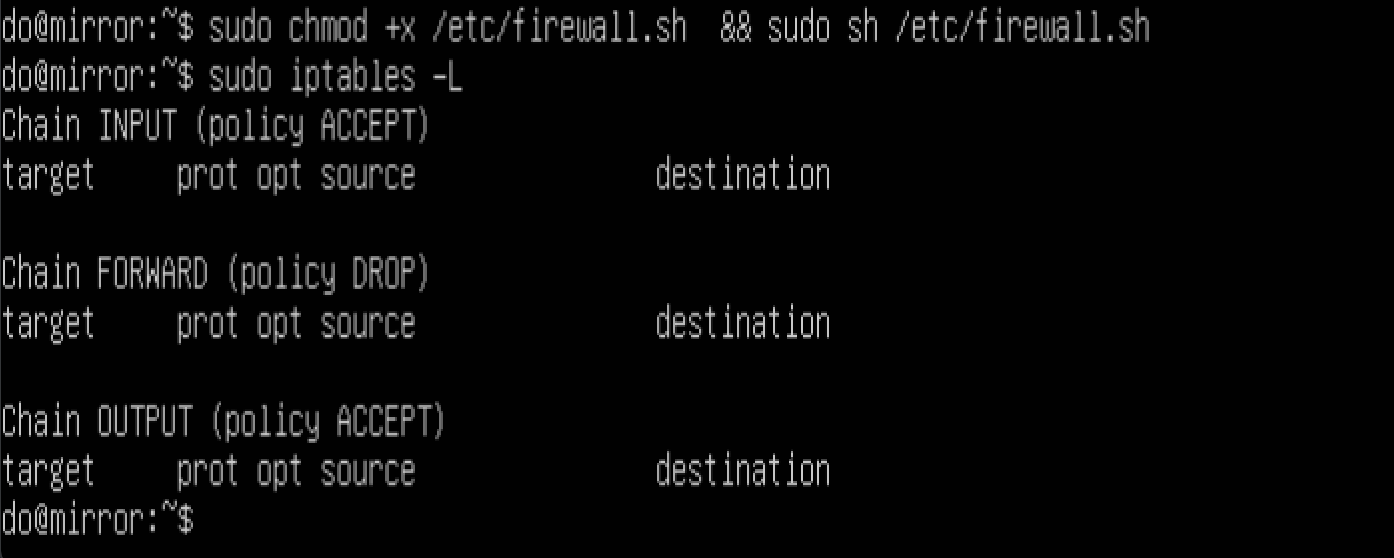 do@mirror:~$ sudo chmod +x /etc/firewall.sh  && sudo sh /etc/firewall.sh
do@mirror:~$ sudo iptables -L
Chain INPUT (policy ACCEPT)
target     prot opt source               destination
Chain FORWARD (policy DROP)
target     prot opt source               destination
Chain OUTPUT (policy ACCEPT)
target     prot opt source               destination
do@mirror:~$